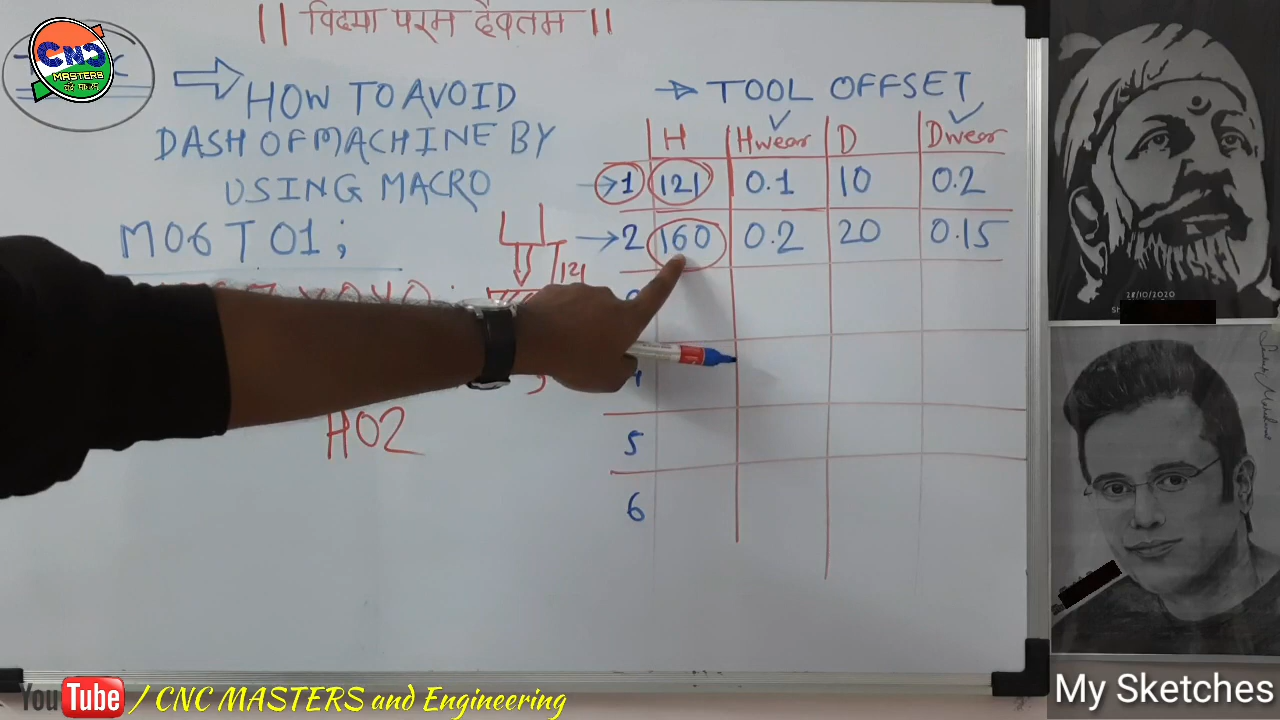 || विदया परम दैवतम ||
CNC MASTERS
HOW TO AVOID
DASH OF MACHINE BY
USING MACRO
M06 T01;
H02
121
TOOL OFFSET
H Hwear D Dwear
1 121 0.1 10 0.2
2 160 0.2 20 0.15
5
6
28/10/2020
YouTube / CNC MASTERS and Engineering
My Sketches